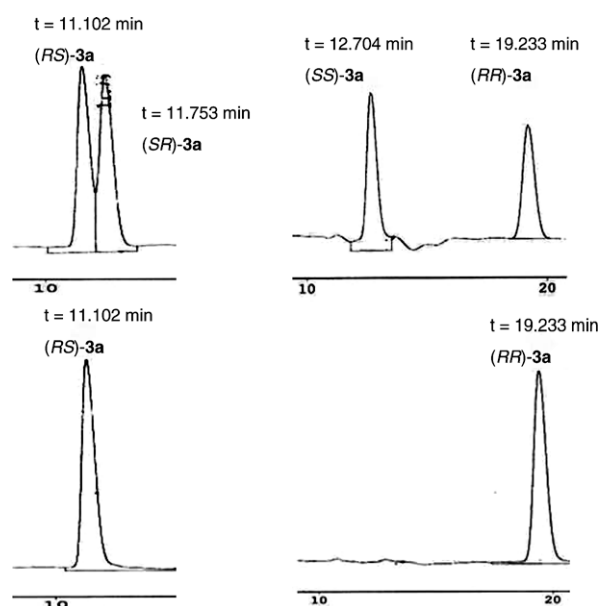 t = 11.102 min
(RS)-3a
t = 11.753 min
(SR)-3a
10
t = 12.704 min
(SS)-3a
t = 19.233 min
(RR)-3a
10
20
t = 11.102 min
(RS)-3a
10
t = 19.233 min
(RR)-3a
10
20